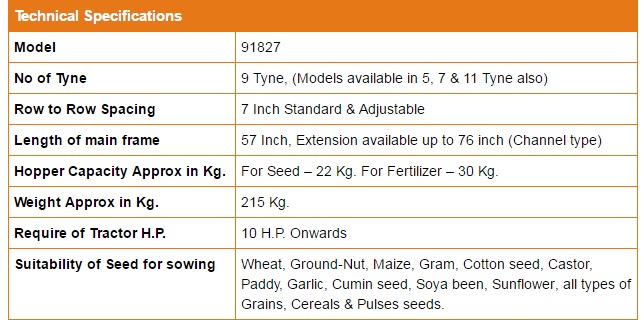 Technical Specifications
Model 91827
No of Tyne 9 Tyne, (Models available in 5, 7 & 11 Tyne also)
Row to Row Spacing 7 Inch Standard & Adjustable
Length of main frame 57 Inch, Extension available up to 76 inch (Channel type)
Hopper Capacity Approx in Kg. For Seed – 22 Kg. For Fertilizer – 30 Kg.
Weight Approx in Kg. 215 Kg.
Require of Tractor H.P. 10 H.P. Onwards
Suitability of Seed for sowing Wheat, Ground-Nut, Maize, Gram, Cotton seed, Castor,
Paddy, Garlic, Cumin seed, Soya been, Sunflower, all types of
Grains, Cereals & Pulses seeds.